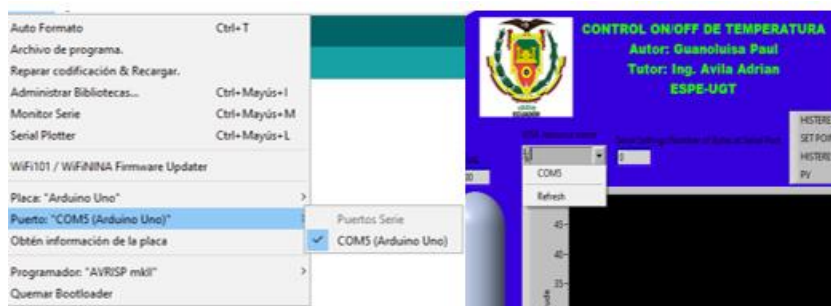 Auto Formato Ctrl+T
Archivo de programa.
Reparar codificación & Recargar.
Administrar Bibliotecas... Ctrl+Mayús+I
Monitor Serie Ctrl+Mayús+M
Serial Plotter Ctrl+Mayús+L
WiFi101 / WiFiNINA Firmware Updater
Placa: "Arduino Uno"
Puerto: "COM5 (Arduino Uno)"
Obtén información de la placa
Programador: "AVRISP mkII"
Quemar Bootloader
Puertos Serie
COM5 (Arduino Uno)
CONTROL ON/OFF DE TEMPERATURA
Autor: Guanoluisa Paul
Tutor: Ing. Avila Adrian
ESPE-UGT
ECUADOR
HISTERE
SET POI
HISTERE
PV
0
COM5
Refresh
45-
40-
35-